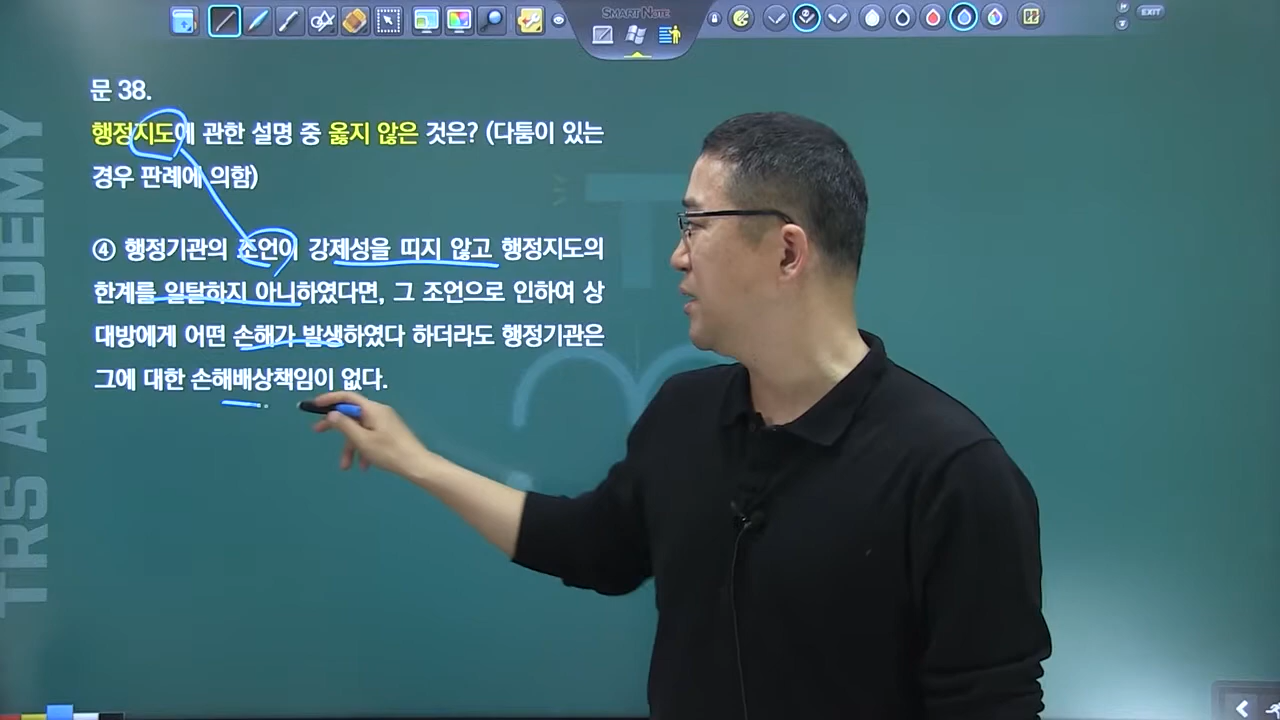 SMART NOTE
EXIT
문 38.
행정지도에 관한 설명 중 옳지 않은 것은? (다툼이 있는
경우 판례에 의함)
④ 행정기관의 조언이 강제성을 띠지 않고 행정지도의
한계를 일탈하지 아니하였다면, 그 조언으로 인하여 상
대방에게 어떤 손해가 발생하였다 하더라도 행정기관은
그에 대한 손해배상책임이 없다.
TRS ACADEMY